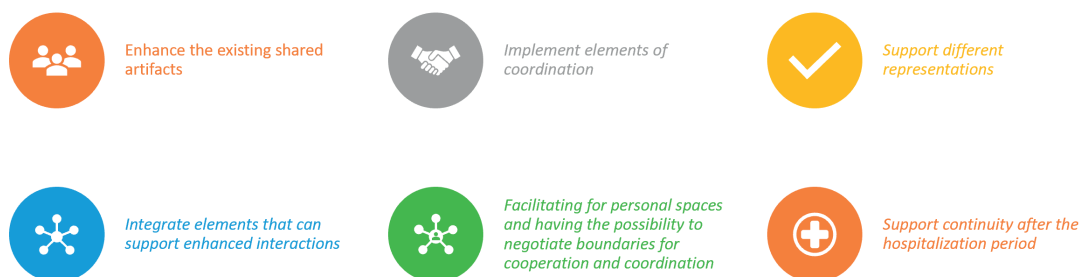 Enhance the existing shared
artifacts
Implement elements of
coordination
Support different
representations
Integrate elements that can
support enhanced interactions
Facilitating for personal spaces
and having the possibility to
negotiate boundaries for
cooperation and coordination
Support continuity after the
hospitalization period